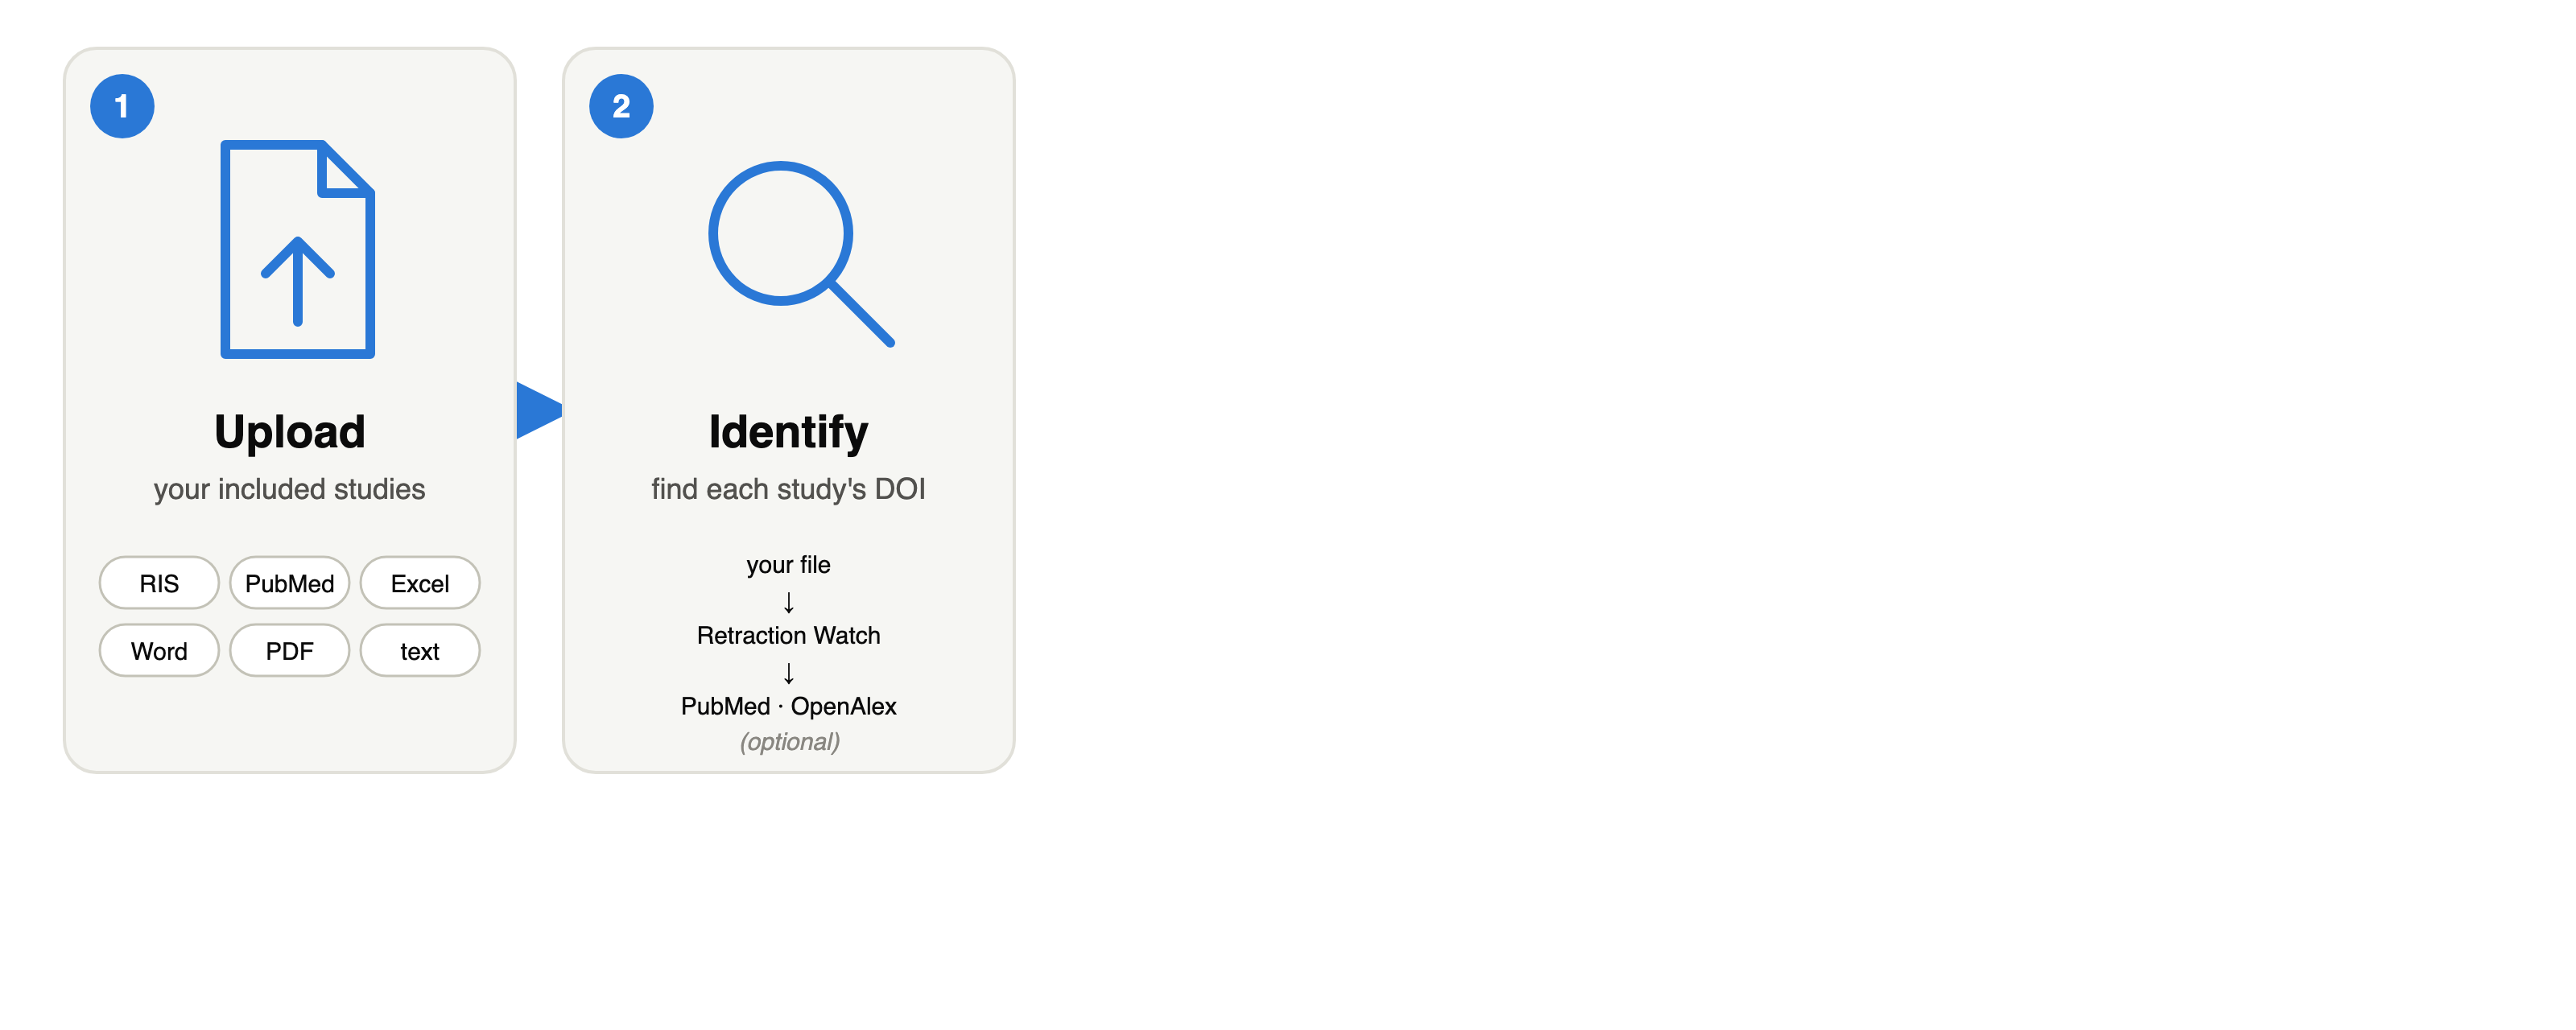 1
Upload
your included studies
RIS PubMed Excel
Word PDF text
2
Identify
find each study's DOI
your file
↓
Retraction Watch
↓
PubMed · OpenAlex
(optional)